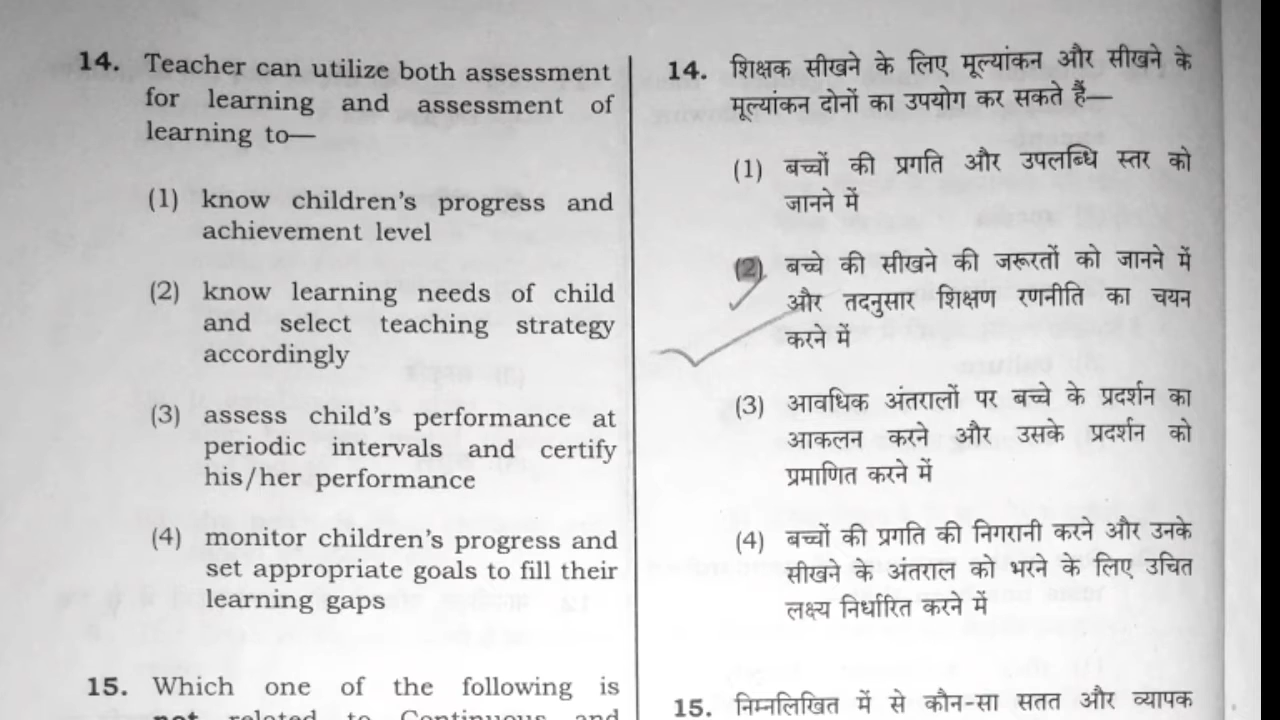 14. Teacher can utilize both assessment
for learning and assessment of
learning to—
(1) know children's progress and
achievement level
(2) know learning needs of child
and select teaching strategy
accordingly
(3) assess child's performance at
periodic intervals and certify
his/her performance
(4) monitor children's progress and
set appropriate goals to fill their
learning gaps
15. Which one of the following is
not related to Continuous and
14. शिक्षक सीखने के लिए मूल्यांकन और सीखने के
मूल्यांकन दोनों का उपयोग कर सकते हैं—
(1) बच्चों की प्रगति और उपलब्धि स्तर को
जानने में
(2) बच्चे की सीखने की जरूरतों को जानने में
और तदनुसार शिक्षण रणनीति का चयन
करने में
(3) आवधिक अंतरालों पर बच्चे के प्रदर्शन का
आकलन करने और उसके प्रदर्शन को
प्रमाणित करने में
(4) बच्चों की प्रगति की निगरानी करने और उनके
सीखने के अंतराल को भरने के लिए उचित
लक्ष्य निर्धारित करने में
15. निम्नलिखित में से कौन-सा सतत और व्यापक